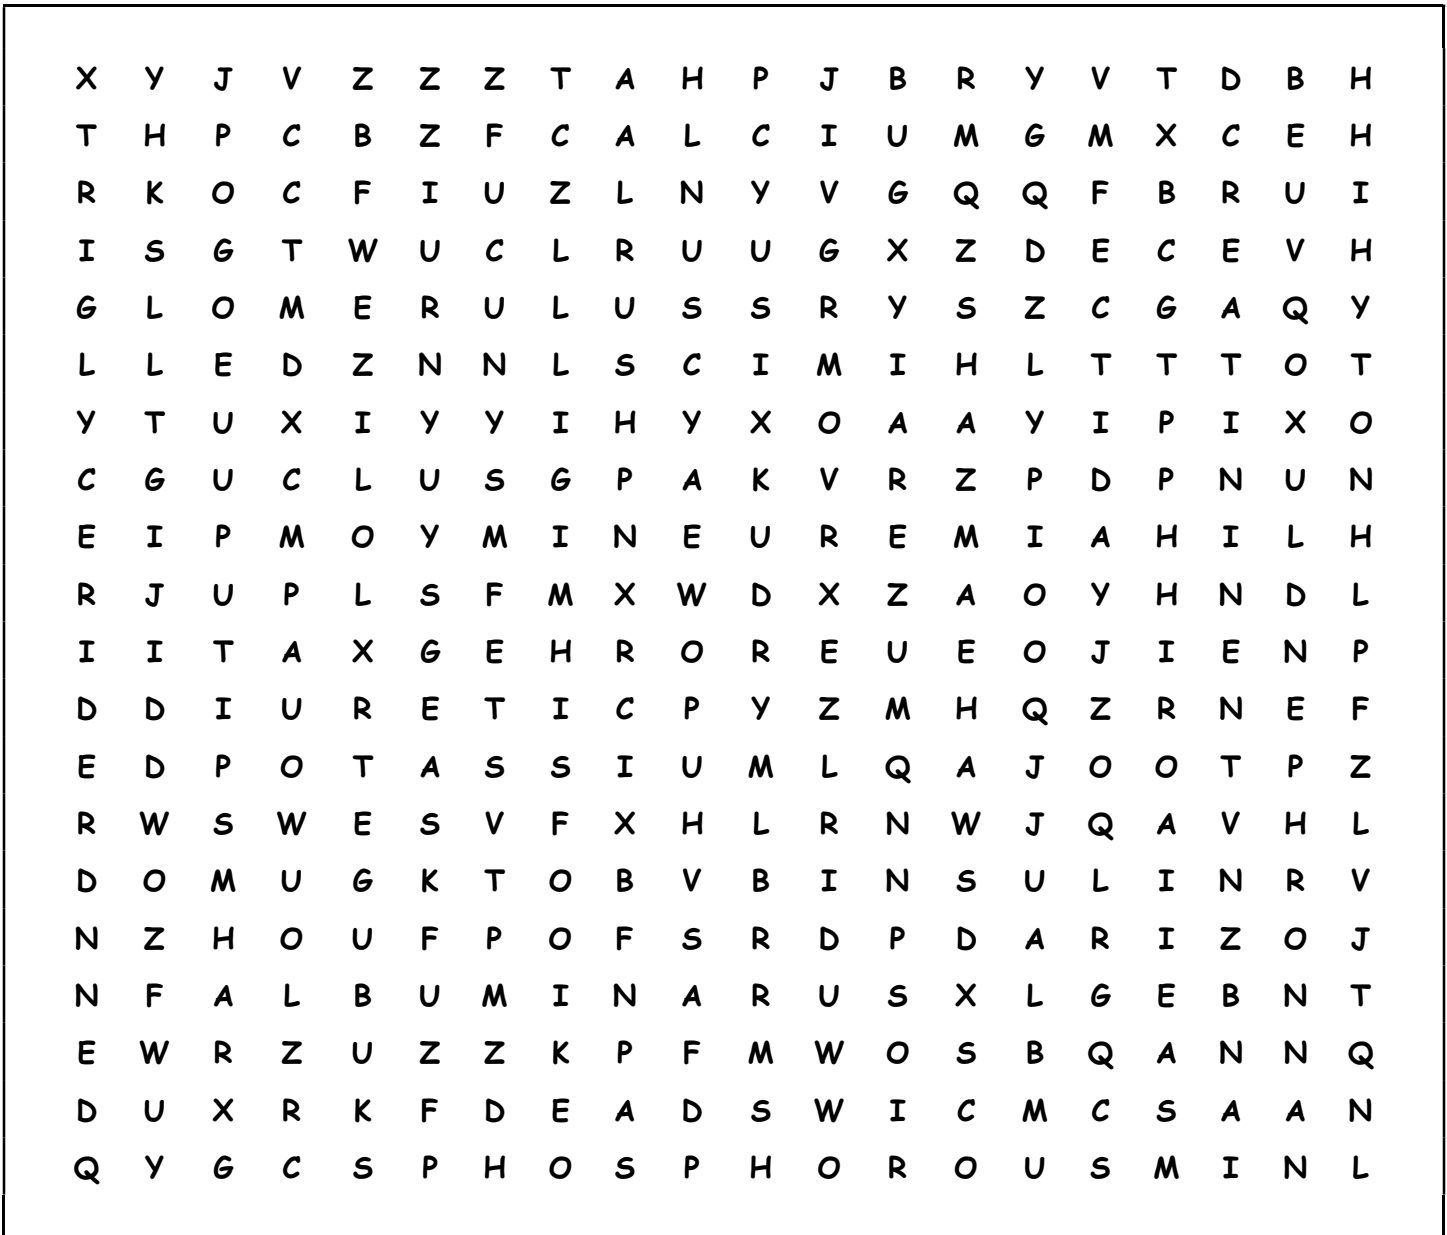 X Y J V Z Z Z T A H P J B R Y V T D B H
T H P C B Z F C A L C I U M G M X C E H
R K O C F I U Z L N Y V G Q Q F B R U I
I S G T W U C L R U U G X Z D E C E V H
G L O M E R U L U S S R Y S Z C G A Q Y
L L E D Z N N L S C I M I H L T T T O T
Y T U X I Y Y I H Y X O A A Y I P I X O
C G U C L U S G P A K V R Z P D P N U N
E I P M O Y M I N E U R E M I A H I L H
R J U P L S F M X W D X Z A O Y H N D L
I I T A X G E H R O R E U E O J I E N P
D D I U R E T I C P Y Z M H Q Z R N E F
E D P O T A S S I U M L Q A J O O T P Z
R W S W E S V F X H L R N W J Q A V H L
D O M U G K T O B V B I N S U L I N R V
N Z H O U F P O F S R D P D A R I Z O J
N F A L B U M I N A R U S X L G E B N T
E W R Z U Z Z K P F M W O S B Q A N N Q
D U X R K F D E A D S W I C M C S A A N
Q Y G C S P H O S P H O R O U S M I N L